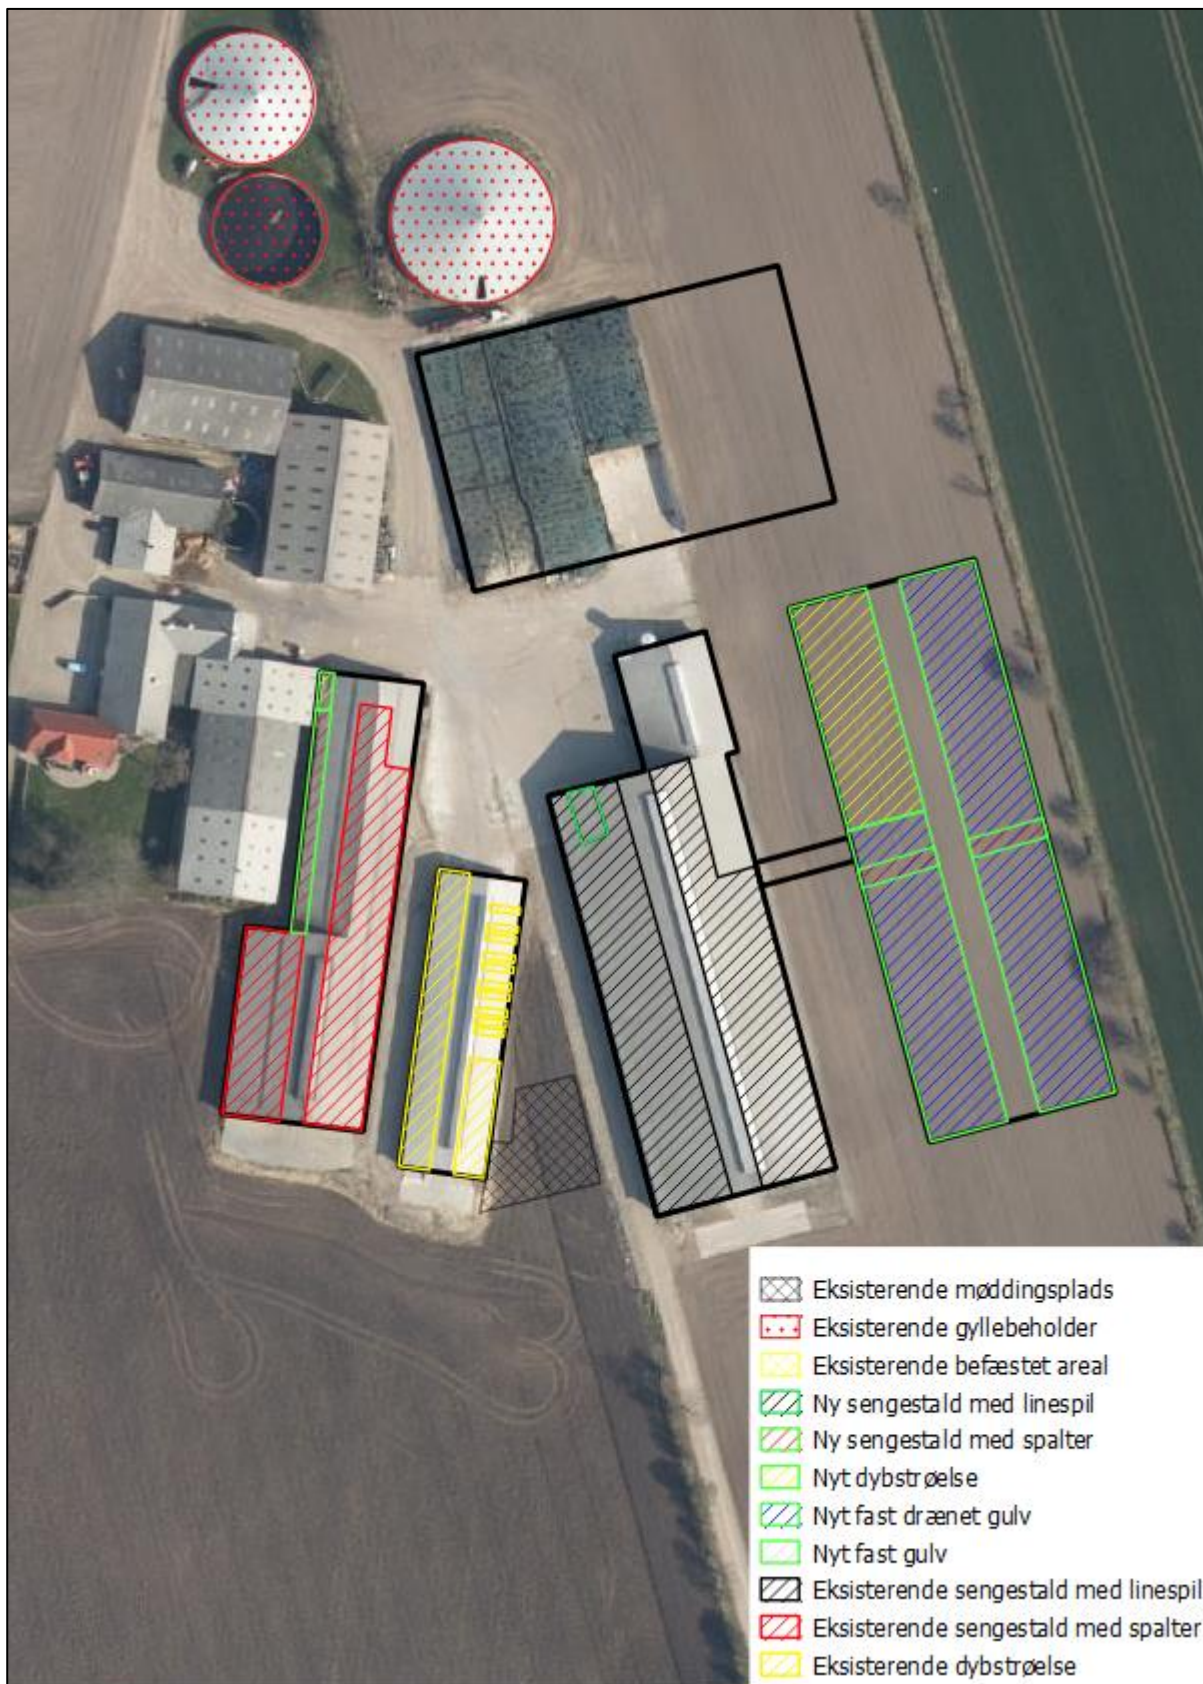 Eksisterende møddingsplads
Eksisterende gyllebeholder
Eksisterende befæstet areal
Ny sengestald med linespil
Ny sengestald med spalter
Nyt dybstrøelse
Nyt fast drænet gulv
Nyt fast gulv
Eksisterende sengestald med linespil
Eksisterende sengestald med spalter
Eksisterende dybstrøelse